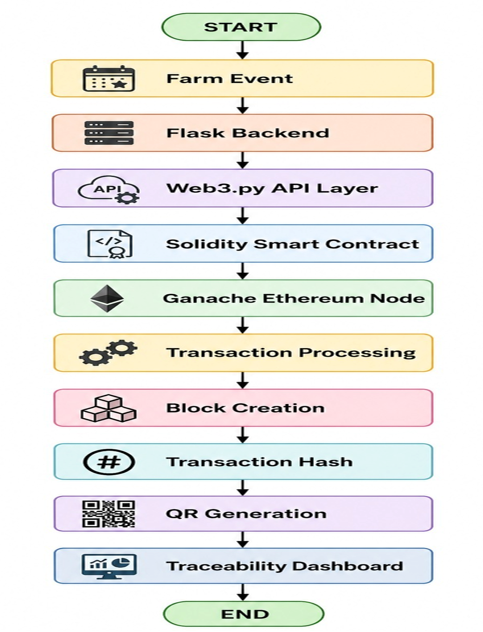 START
Farm Event
Flask Backend
API
Web3.py API Layer
</>
Solidity Smart Contract
Ganache Ethereum Node
Transaction Processing
Block Creation
#
Transaction Hash
QR Generation
Traceability Dashboard
END